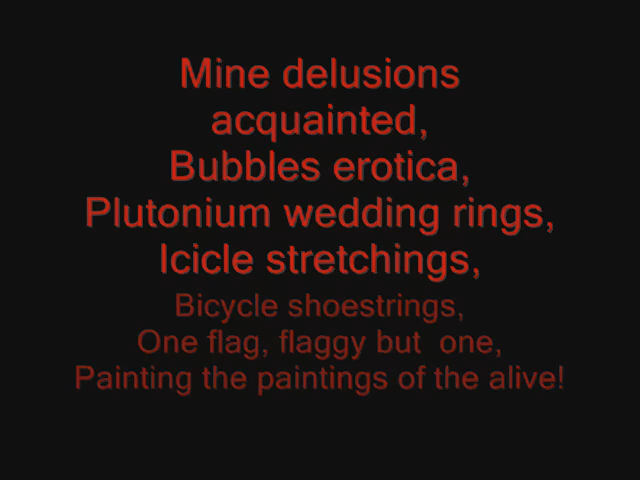 Mine delusions
acquainted,
Bubbles erotica,
Plutonium wedding rings,
Icicle stretchings,
Bicycle shoestrings,
One flag, flaggy but  one,
Painting the paintings of the alive!